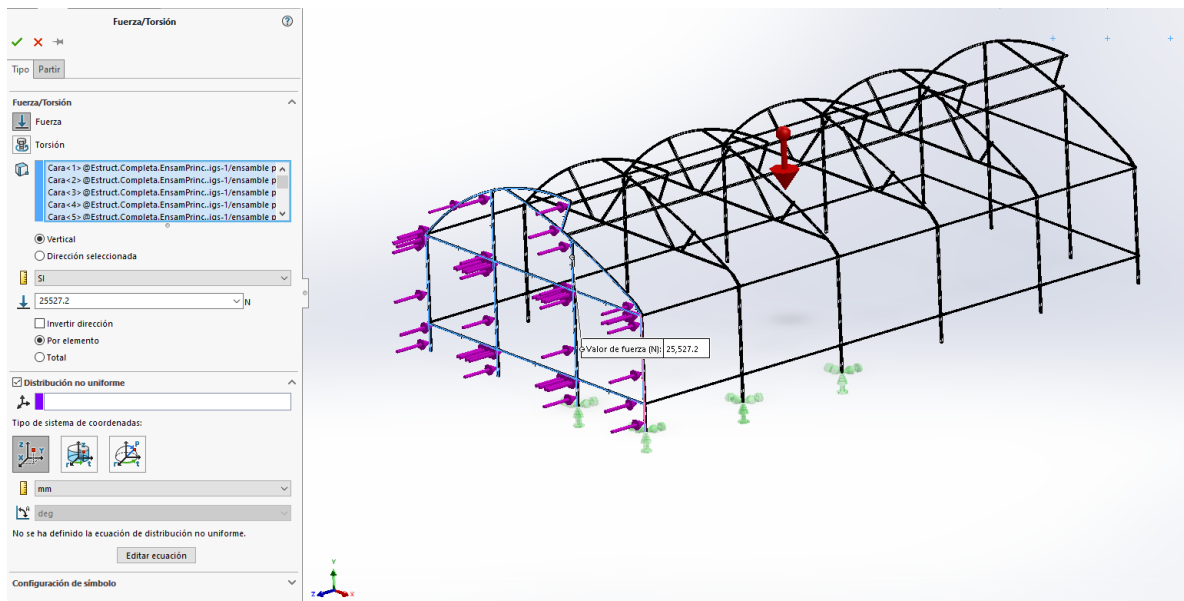 Fuerza/Torsión
Tipo Partir
Fuerza/Torsión
Fuerza
Torsión
Cara<1>@Estruct.Completa.EnsamPrinc..igs-1/ensamble p
Cara<2>@Estruct.Completa.EnsamPrinc..igs-1/ensamble p
Cara<3>@Estruct.Completa.EnsamPrinc..igs-1/ensamble p
Cara<4>@Estruct.Completa.EnsamPrinc..igs-1/ensamble p
Cara<5>@Estruct.Completa.EnsamPrinc..igs-1/ensamble p
Vertical
Dirección seleccionada
SI
25527.2 N
Invertir dirección
Por elemento
Total
Distribución no uniforme
Tipo de sistema de coordenadas:
mm
deg
No se ha definido la ecuación de distribución no uniforme.
Editar ecuación
Configuración de símbolo
Valor de fuerza (N): 25,527.2
Y
Z X